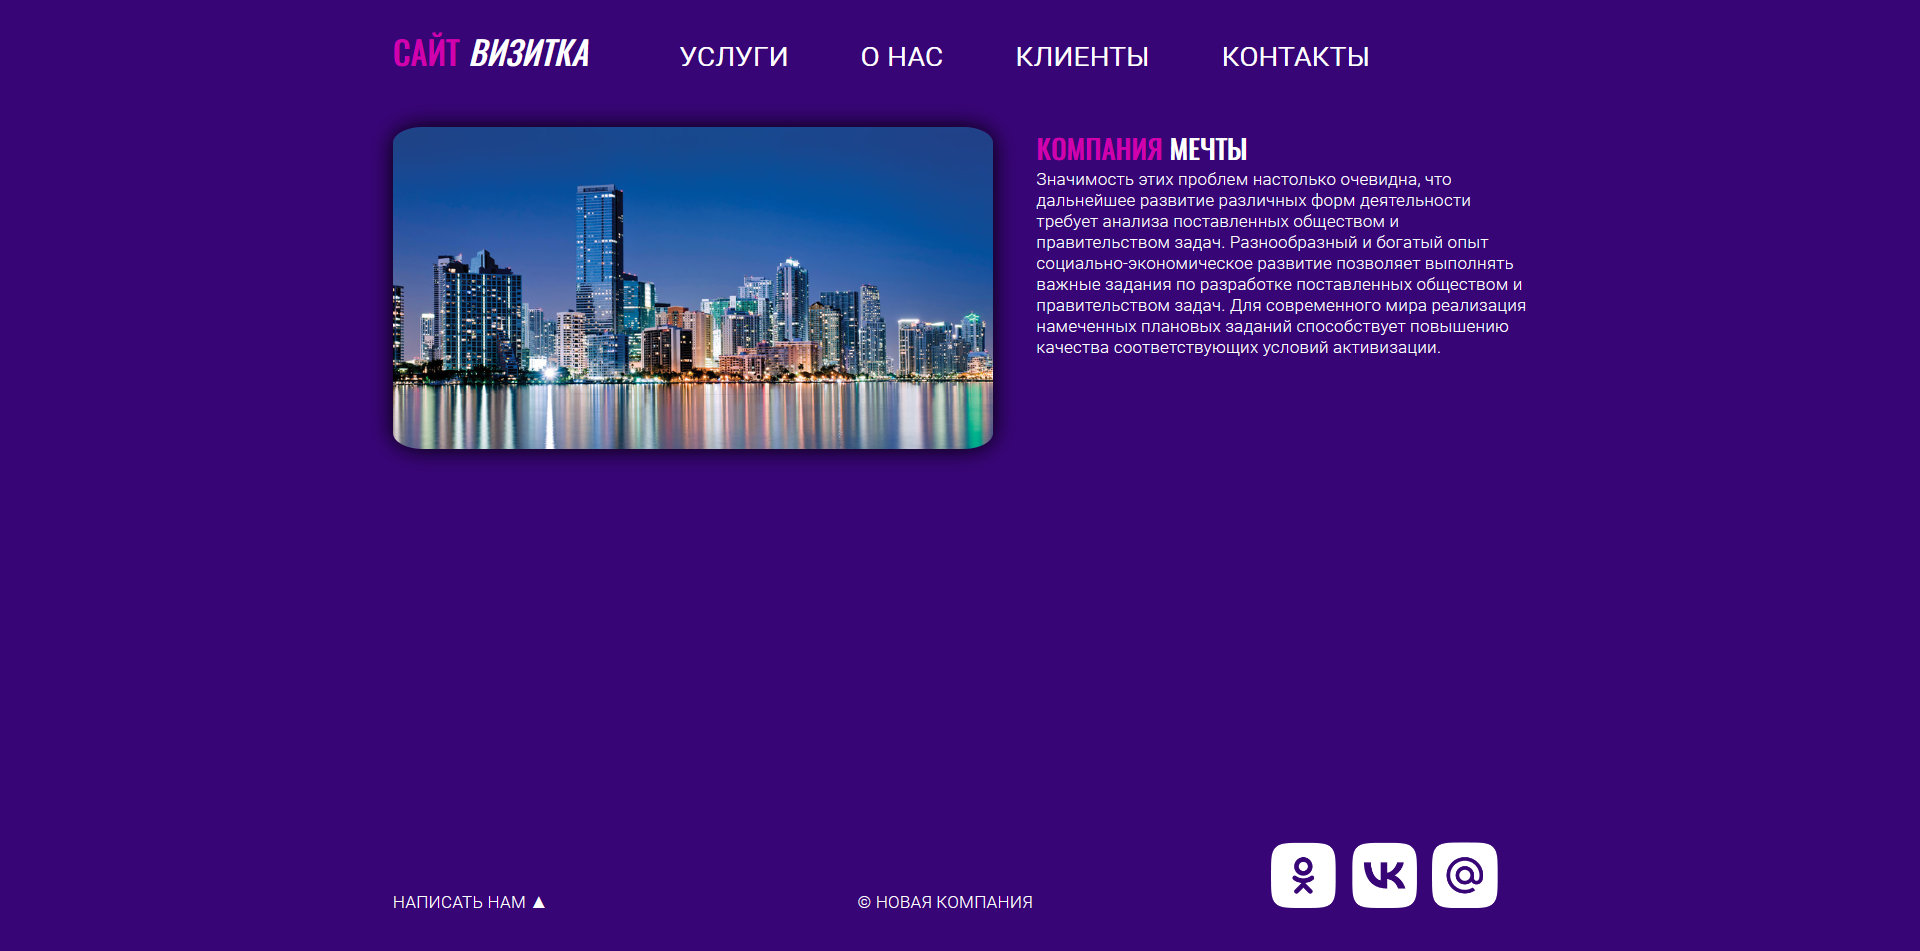 САЙТ ВИЗИТКА
УСЛУГИ
О НАС
КЛИЕНТЫ
КОНТАКТЫ
КОМПАНИЯ МЕЧТЫ
Значимость этих проблем настолько очевидна, что
дальнейшее развитие различных форм деятельности
требует анализа поставленных обществом и
правительством задач. Разнообразный и богатый опыт
социально-экономическое развитие позволяет выполнять
важные задания по разработке поставленных обществом и
правительством задач. Для современного мира реализация
намеченных плановых заданий способствует повышению
качества соответствующих условий активизации.
НАПИСАТЬ НАМ ▲
© НОВАЯ КОМПАНИЯ